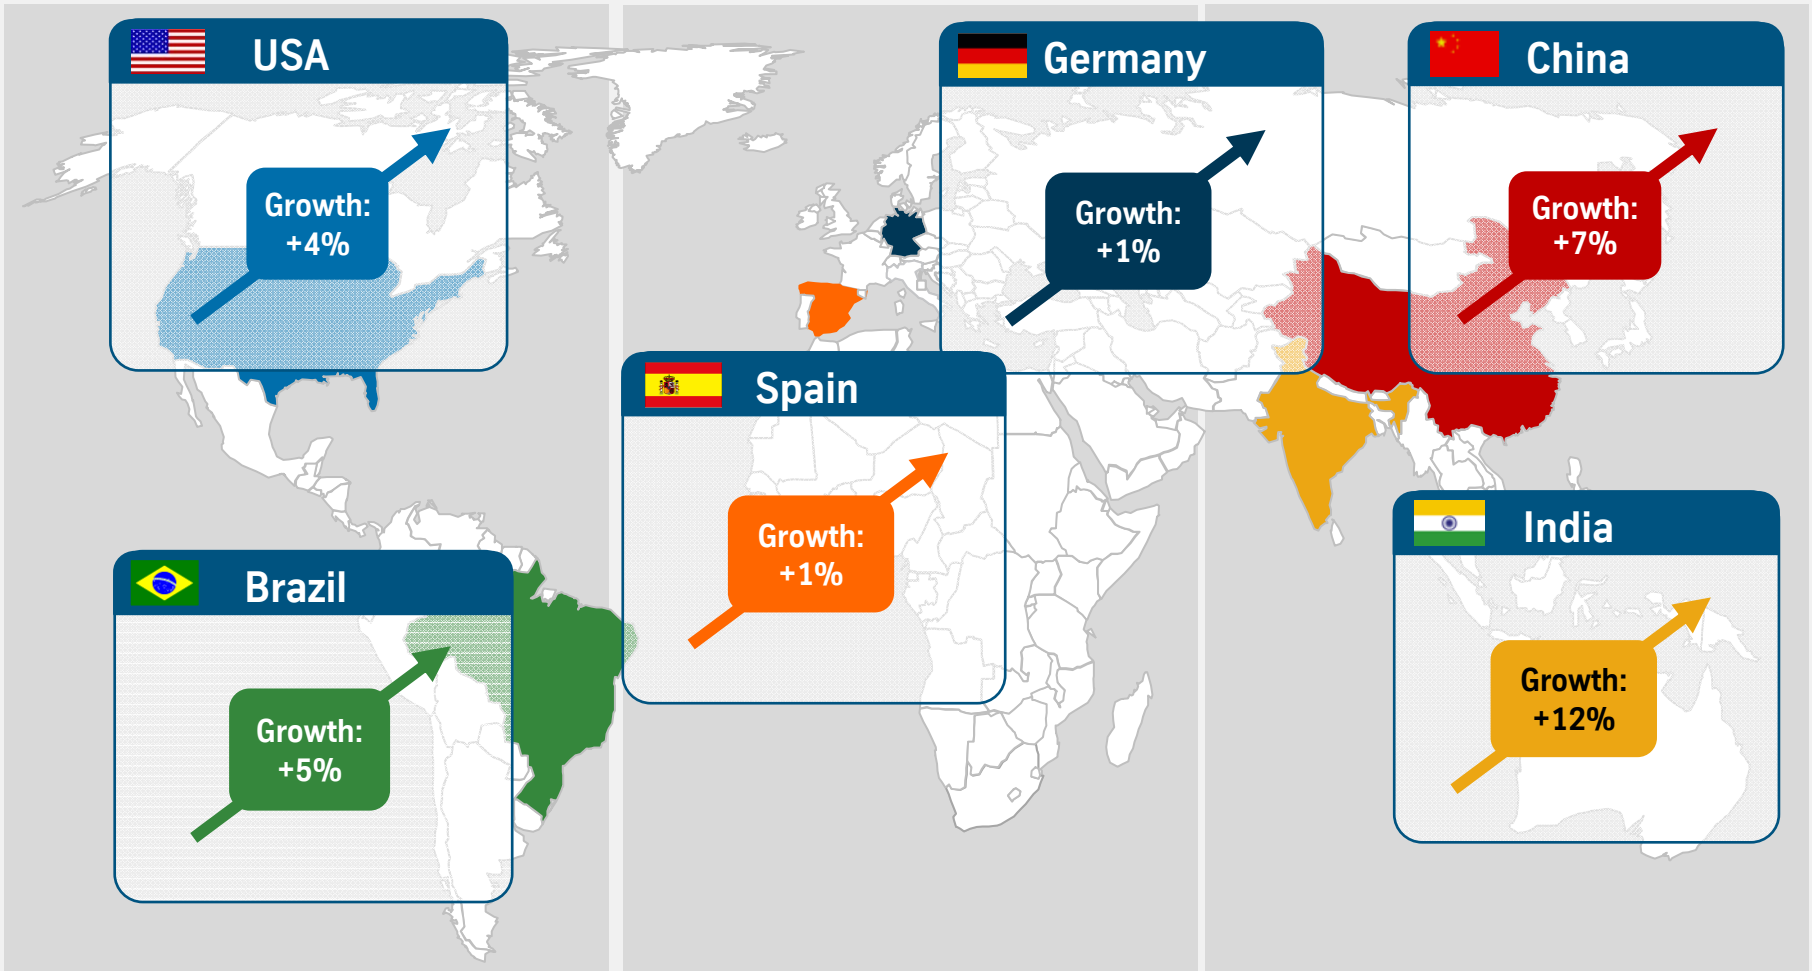 USA
Growth:
+4%
Germany
Growth:
+1%
China
Growth:
+7%
Spain
Growth:
+1%
Brazil
Growth:
+5%
India
Growth:
+12%